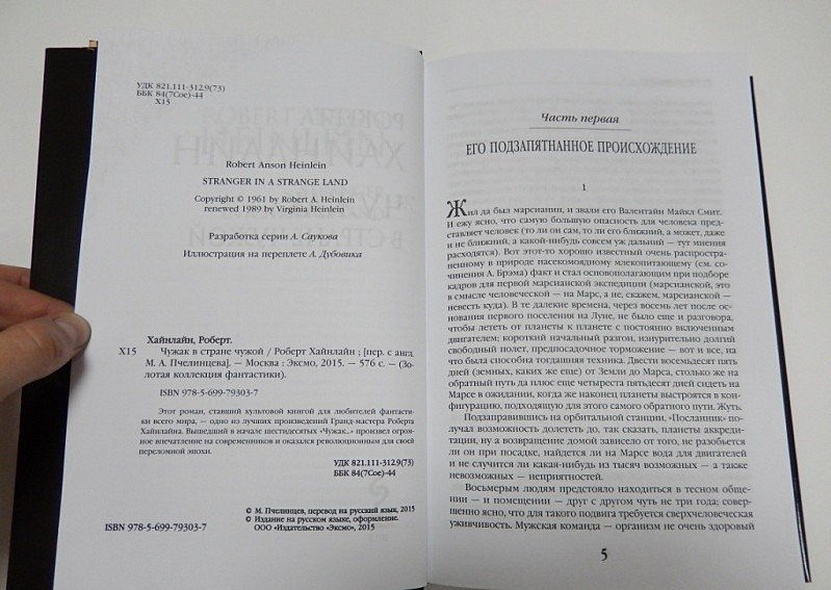 УДК 821.111-312.9(73)
ББК 84(7Сое)-44
Х15
Robert Anson Heinlein
STRANGER IN A STRANGE LAND
Copyright © 1961 by Robert A. Heinlein
renewed 1989 by Virginia Heinlein
Разработка серии А. Саукова
Иллюстрация на переплете А. Дубовика
Хайнлайн, Роберт.
Х15 Чужак в стране чужой / Роберт Хайнлайн ; [пер. с англ.
М. А. Пчелинцева]. — Москва : Эксмо, 2015. — 576 с. — (Зо-
лотая коллекция фантастики).
ISBN 978-5-699-79303-7
Этот роман, ставший культовой книгой для любителей фантасти-
ки всего мира, — одно из лучших произведений Гранд-мастера Роберта
Хайнлайна. Вышедший в начале шестидесятых «Чужак...» произвел огром-
ное впечатление на современников и оказался революционным для своей
переломной эпохи.
УДК 821.111-312.9(73)
ББК 84(7Сое)-44
© М. Пчелинцев, перевод на русский язык, 2015
© Издание на русском языке, оформление.
ООО «Издательство «Эксмо», 2015
ISBN 978-5-699-79303-7
Часть первая
ЕГО ПОДЗАПЯТНАННОЕ ПРОИСХОЖДЕНИЕ
1
Жил да был марсианин, и звали его Валентайн Майкл Смит.
И ежу ясно, что самую большую опасность для человека пред-
ставляет человек (то ли он сам, то ли его ближний, а может, даже
и не ближний, а какой-нибудь совсем уж дальний — тут мнения
расходятся). Вот этот-то хорошо известный очень распростра-
ненному в природе насекомоядному млекопитающему (см. со-
чинения А. Брэма) факт и стал основополагающим при подборе
кадров для первой марсианской экспедиции (марсианской, это
в смысле человеческой — на Марс, а не, скажем, марсианской —
невесть куда). В те далекие времена, через восемь лет после ос-
нования первого поселения на Луне, не было еще и разговора,
чтобы лететь от планеты к планете с постоянно включенным
двигателем; короткий начальный разгон, изнурительно долгий
свободный полет, предпосадочное торможение — вот и все, на
что была способна тогдашняя техника. Двести восемьдесят пять
дней (земных, каких же еще) от Земли до Марса, столько же на
обратный путь да плюс еще четыреста пятьдесят дней сидеть на
Марсе в ожидании, когда же наконец планеты выстроятся в кон-
фигурацию, подходящую для этого самого обратного пути. Жуть.
Подзаправившись на орбитальной станции, «Посланник» по-
лучал возможность долететь до, так сказать, планеты аккреди-
тации, ну а возвращение домой зависело от того, не разобьется
ли он при посадке, найдется ли на Марсе вода для двигателей
и не случится ли какая-нибудь из тысяч возможных — а также
невозможных — неприятностей.
Восьмерым людям предстояло находиться в тесном обще-
нии — и помещении — друг с другом чуть не три года; совер-
шенно ясно, что для такого подвига требуется сверхчеловеческая
уживчивость. Мужская команда — организм не очень здоровый
5